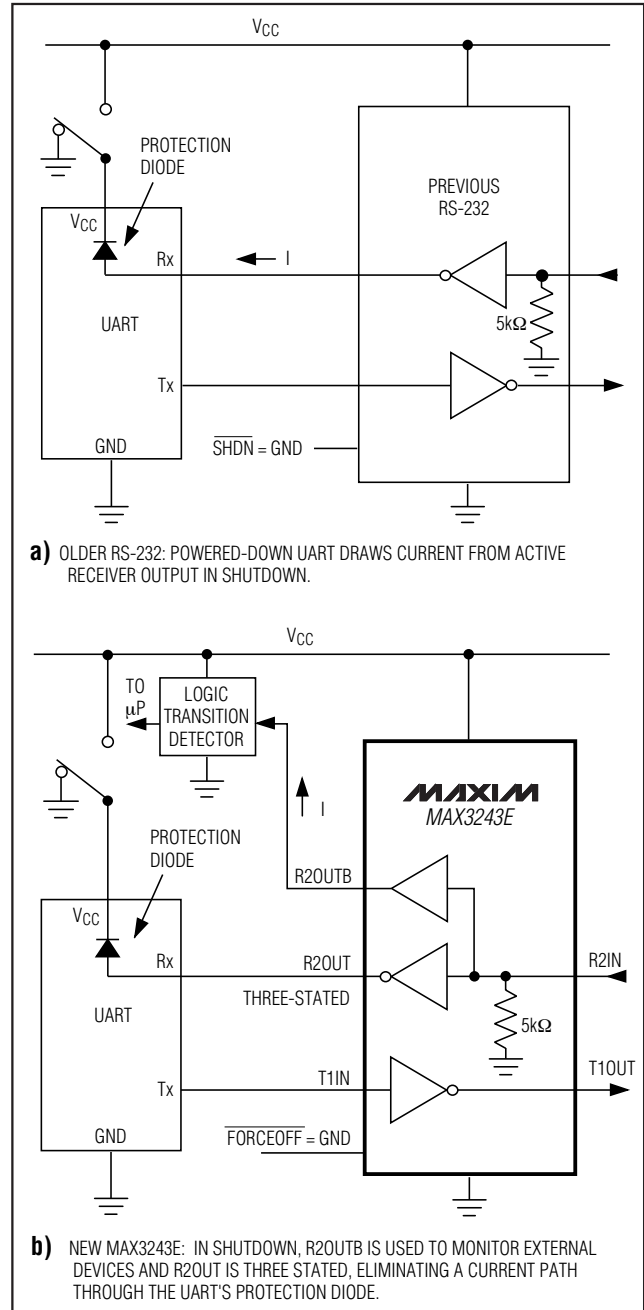 VCC
PROTECTION
DIODE
PREVIOUS
RS-232
VCC
Rx
I
5kΩ
UART
Tx
GND
SHDN = GND
a) OLDER RS-232: POWERED-DOWN UART DRAWS CURRENT FROM ACTIVE
RECEIVER OUTPUT IN SHUTDOWN.
VCC
TO
μP
LOGIC
TRANSITION
DETECTOR
MAXIM
MAX3243E
I
PROTECTION
DIODE
R2OUTB
VCC
Rx
R2OUT
R2IN
THREE-STATED
UART
5kΩ
Tx
T1IN
T1OUT
GND
FORCEOFF = GND
b) NEW MAX3243E: IN SHUTDOWN, R2OUTB IS USED TO MONITOR EXTERNAL
DEVICES AND R2OUT IS THREE STATED, ELIMINATING A CURRENT PATH
THROUGH THE UART'S PROTECTION DIODE.